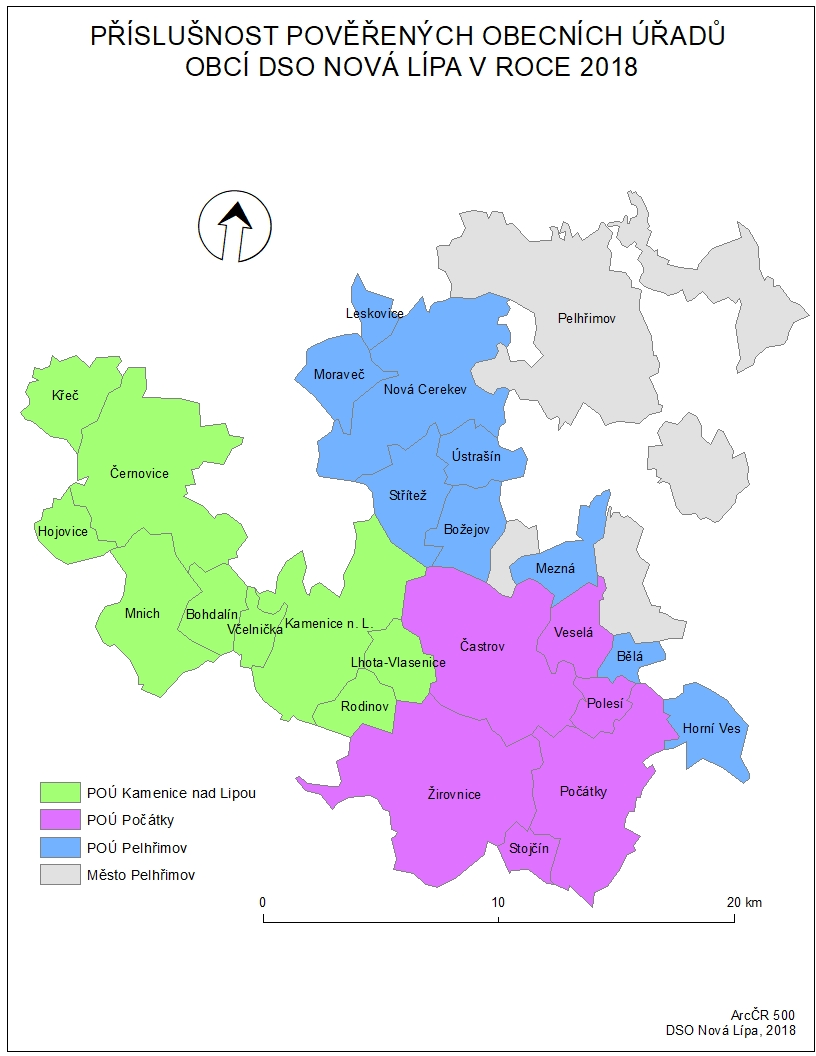 PŘÍSLUŠNOST POVĚŘENÝCH OBECNÍCH ÚŘADŮ
OBCÍ DSO NOVÁ LÍPA V ROCE 2018
Leskovice
Pelhřimov
Moraveč
Nová Cerekev
Křeč
Ústrašín
Černovice
Střítež
Hojovice
Božejov
Mezná
Mnich
Bohdalín
Včelnička
Kamenice n. L.
Veselá
Častrov
Bělá
Lhota-Vlasenice
Rodinov
Polesí
Horní Ves
Žirovnice
Počátky
Stojčín
POÚ Kamenice nad Lipou
POÚ Počátky
POÚ Pelhřimov
Město Pelhřimov
0 10 20 km
ArcČR 500
DSO Nová Lípa, 2018